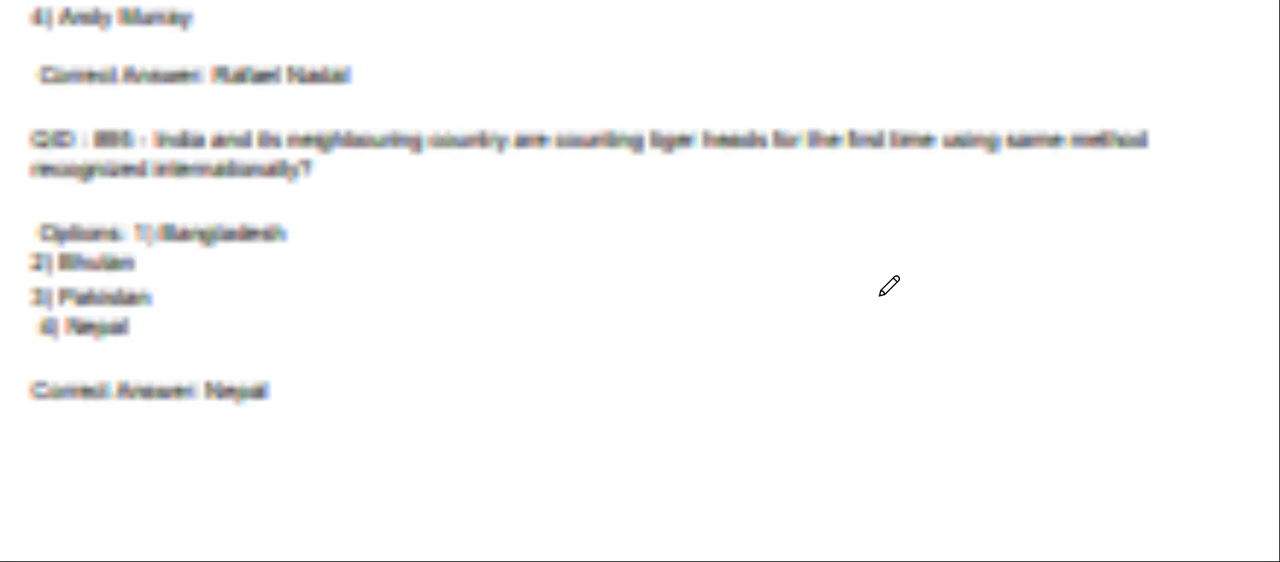 4) Andy Murray
Correct Answer: Rafael Nadal
QID : - India and its neighbouring country are counting tiger heads for the first time using same method
recognized internationally?
Options: 1) Bangladesh
2) Bhutan
3) Pakistan
4) Nepal
Correct Answer: Nepal